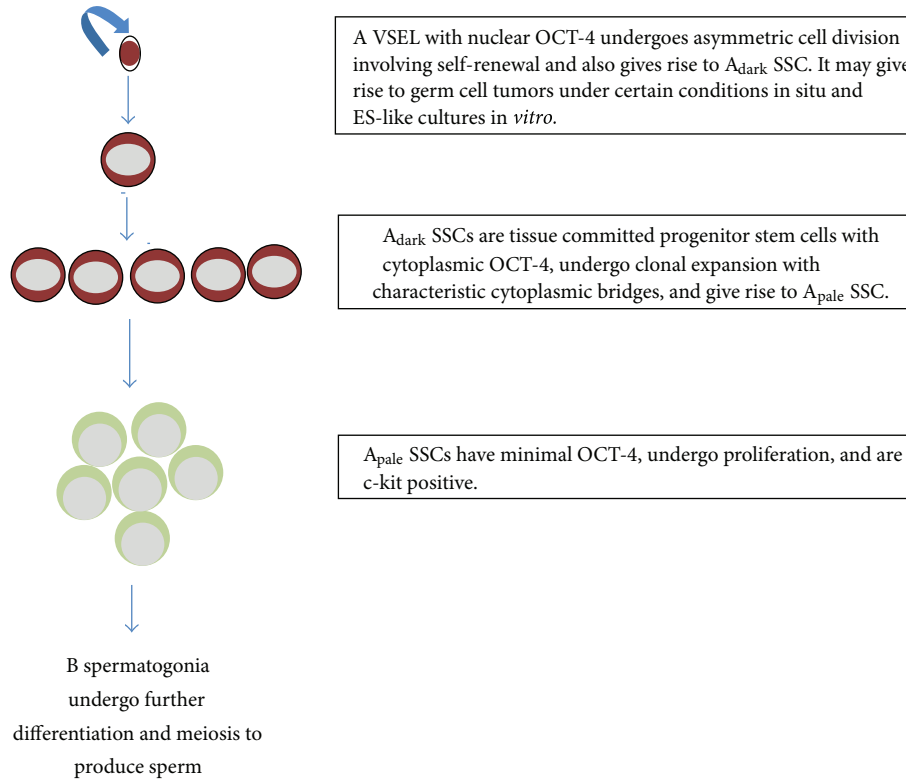 A VSEL with nuclear OCT-4 undergoes asymmetric cell division
involving self-renewal and also gives rise to A_dark SSC. It may give
rise to germ cell tumors under certain conditions in situ and
ES-like cultures in vitro.
A_dark SSCs are tissue committed progenitor stem cells with
cytoplasmic OCT-4, undergo clonal expansion with
characteristic cytoplasmic bridges, and give rise to A_pale SSC.
A_pale SSCs have minimal OCT-4, undergo proliferation, and are
c-kit positive.
B spermatogonia
undergo further
differentiation and meiosis to
produce sperm